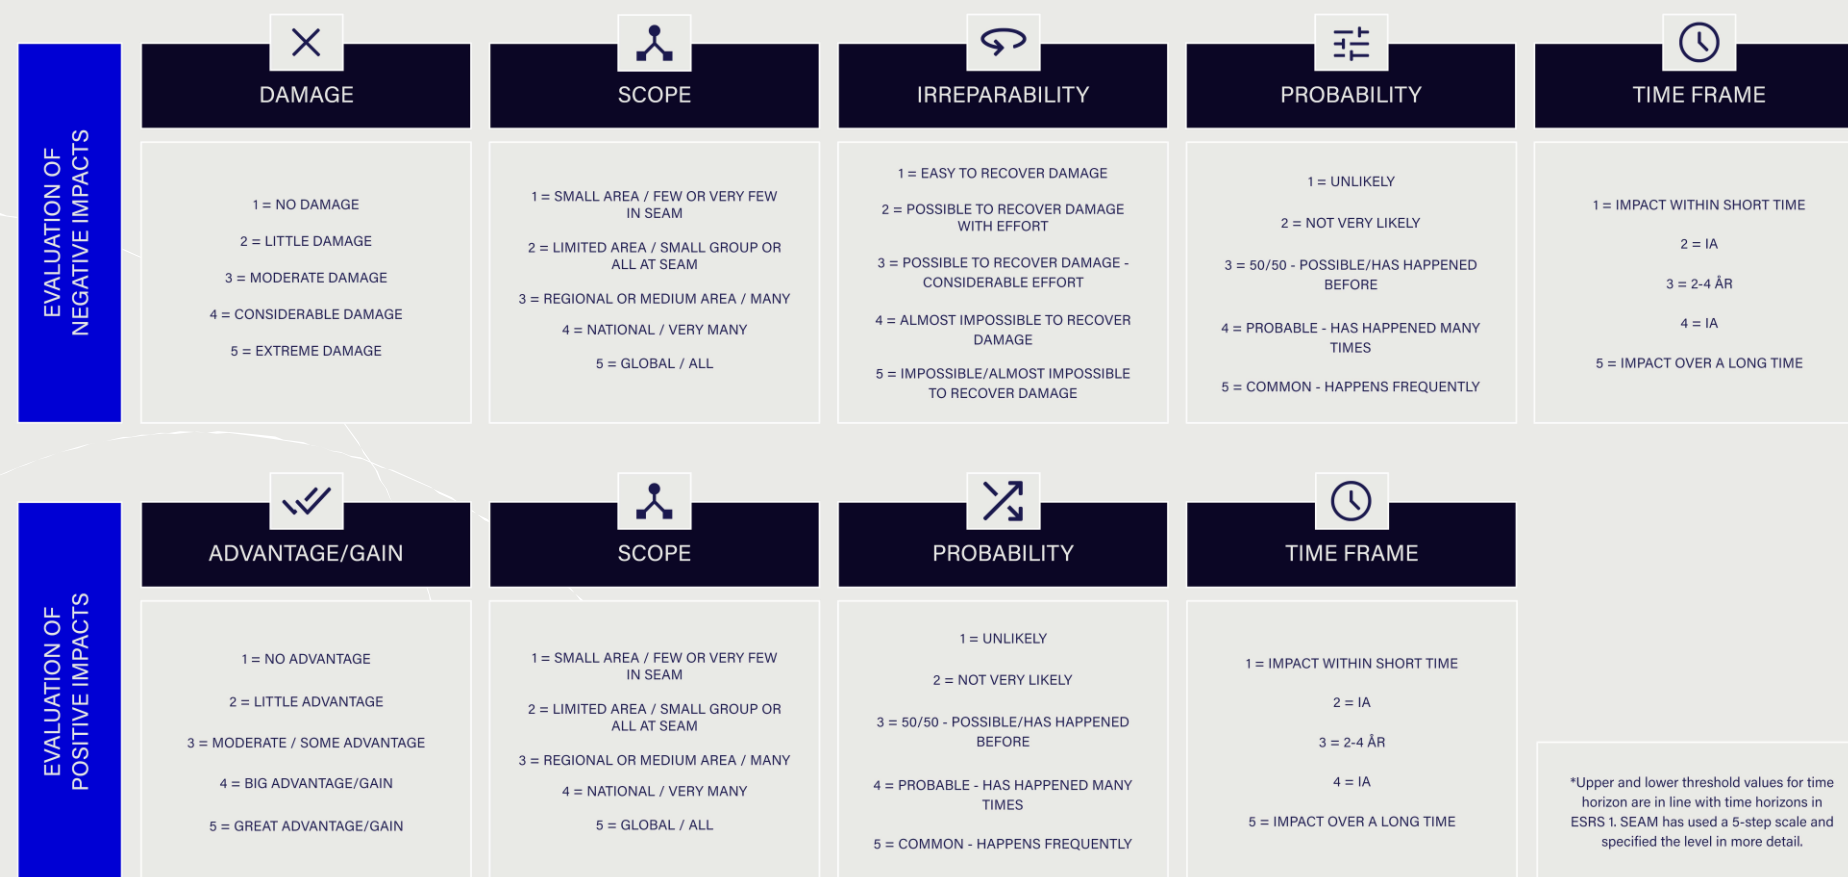 EVALUATION OF
NEGATIVE IMPACTS
DAMAGE
1 = NO DAMAGE
2 = LITTLE DAMAGE
3 = MODERATE DAMAGE
4 = CONSIDERABLE DAMAGE
5 = EXTREME DAMAGE
SCOPE
1 = SMALL AREA / FEW OR VERY FEW
IN SEAM
2 = LIMITED AREA / SMALL GROUP OR
ALL AT SEAM
3 = REGIONAL OR MEDIUM AREA / MANY
4 = NATIONAL / VERY MANY
5 = GLOBAL / ALL
IRREPARABILITY
1 = EASY TO RECOVER DAMAGE
2 = POSSIBLE TO RECOVER DAMAGE
WITH EFFORT
3 = POSSIBLE TO RECOVER DAMAGE -
CONSIDERABLE EFFORT
4 = ALMOST IMPOSSIBLE TO RECOVER
DAMAGE
5 = IMPOSSIBLE/ALMOST IMPOSSIBLE
TO RECOVER DAMAGE
PROBABILITY
1 = UNLIKELY
2 = NOT VERY LIKELY
3 = 50/50 - POSSIBLE/HAS HAPPENED
BEFORE
4 = PROBABLE - HAS HAPPENED MANY
TIMES
5 = COMMON - HAPPENS FREQUENTLY
TIME FRAME
1 = IMPACT WITHIN SHORT TIME
2 = IA
3 = 2-4 ÅR
4 = IA
5 = IMPACT OVER A LONG TIME
EVALUATION OF
POSITIVE IMPACTS
ADVANTAGE/GAIN
1 = NO ADVANTAGE
2 = LITTLE ADVANTAGE
3 = MODERATE / SOME ADVANTAGE
4 = BIG ADVANTAGE/GAIN
5 = GREAT ADVANTAGE/GAIN
SCOPE
1 = SMALL AREA / FEW OR VERY FEW
IN SEAM
2 = LIMITED AREA / SMALL GROUP OR
ALL AT SEAM
3 = REGIONAL OR MEDIUM AREA / MANY
4 = NATIONAL / VERY MANY
5 = GLOBAL / ALL
PROBABILITY
1 = UNLIKELY
2 = NOT VERY LIKELY
3 = 50/50 - POSSIBLE/HAS HAPPENED
BEFORE
4 = PROBABLE - HAS HAPPENED MANY
TIMES
5 = COMMON - HAPPENS FREQUENTLY
TIME FRAME
1 = IMPACT WITHIN SHORT TIME
2 = IA
3 = 2-4 ÅR
4 = IA
5 = IMPACT OVER A LONG TIME
*Upper and lower threshold values for time
horizon are in line with time horizons in
ESRS 1. SEAM has used a 5-step scale and
specified the level in more detail.